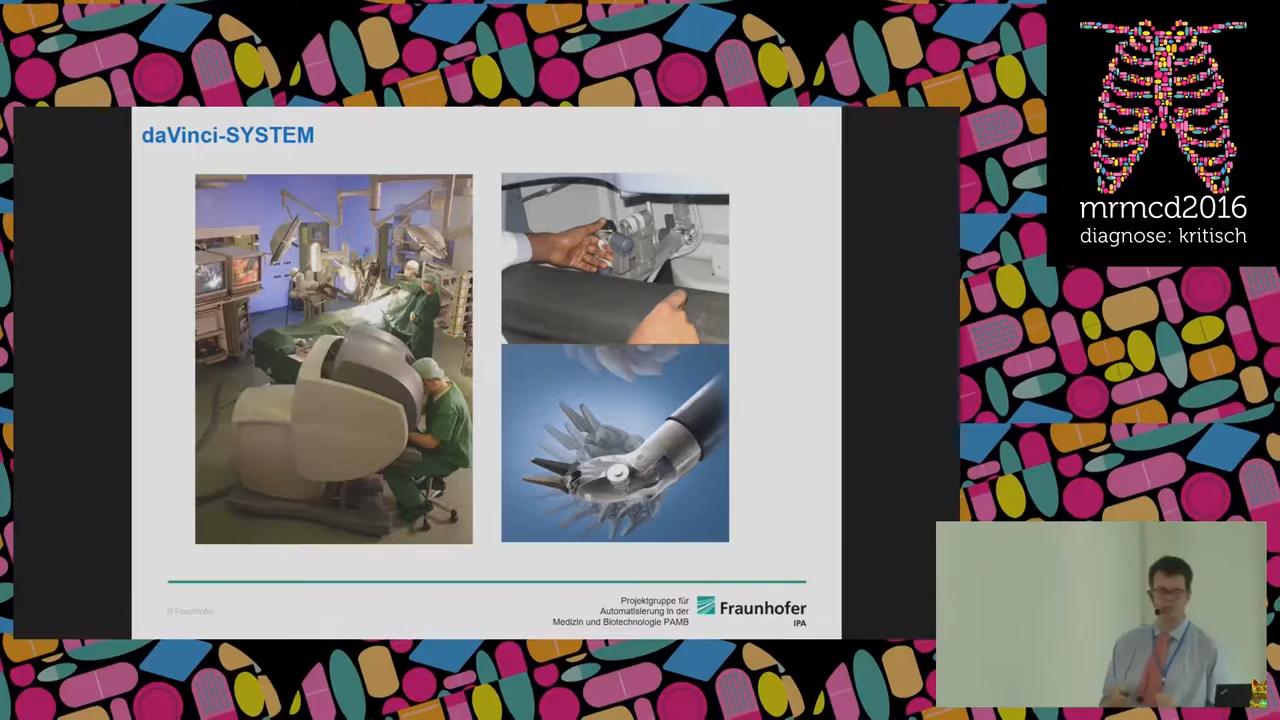 daVinci-SYSTEM
© Fraunhofer
Projektgruppe für
Automatisierung in der
Medizin und Biotechnologie PAMB
Fraunhofer
IPA
mrmcd2016
diagnose: kritisch